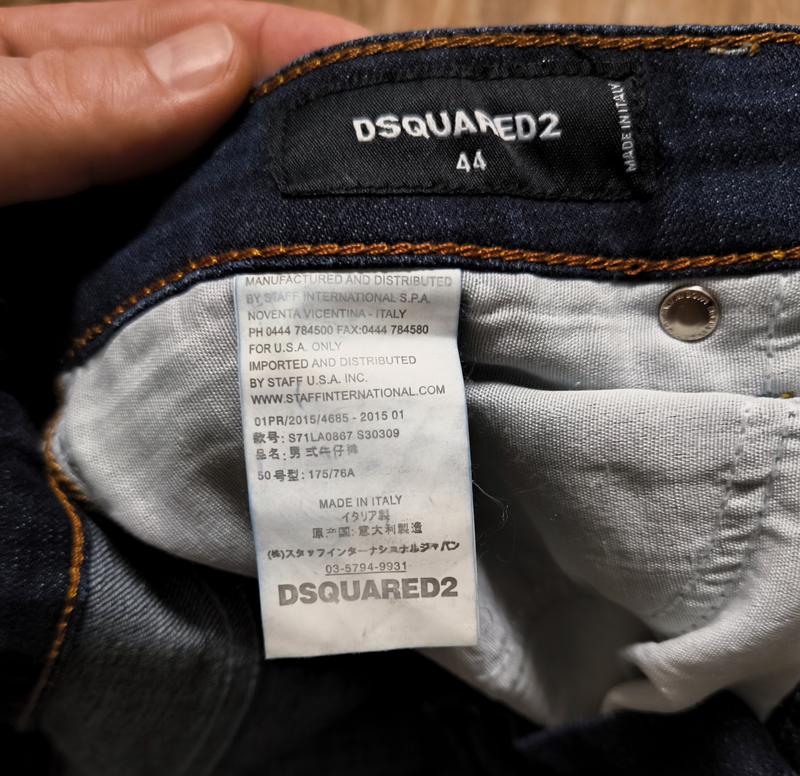 DSQUARED2
44
MADE IN ITALY
MANUFACTURED AND DISTRIBUTED
BY STAFF INTERNATIONAL S.P.A.
NOVENTA VICENTINA - ITALY
PH 0444 784500 FAX:0444 784580
FOR U.S.A. ONLY
IMPORTED AND DISTRIBUTED
BY STAFF U.S.A. INC.
WWW.STAFFINTERNATIONAL.COM
01PR/2015/4685 - 2015 01
款号: S71LA0867 S30309
品名: 男式牛仔裤
50号型: 175/76A
MADE IN ITALY
イタリア製
原产国: 意大利製造
(株)スタッフインターナショナルジャパン
03-5794-9931
DSQUARED2